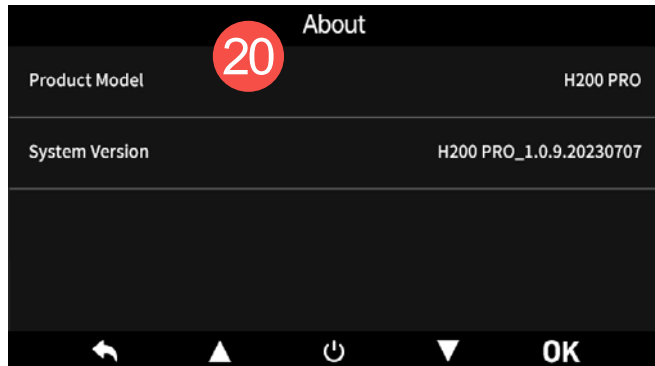 About
20
Product Model H200 PRO
System Version H200 PRO_1.0.9.20230707
OK